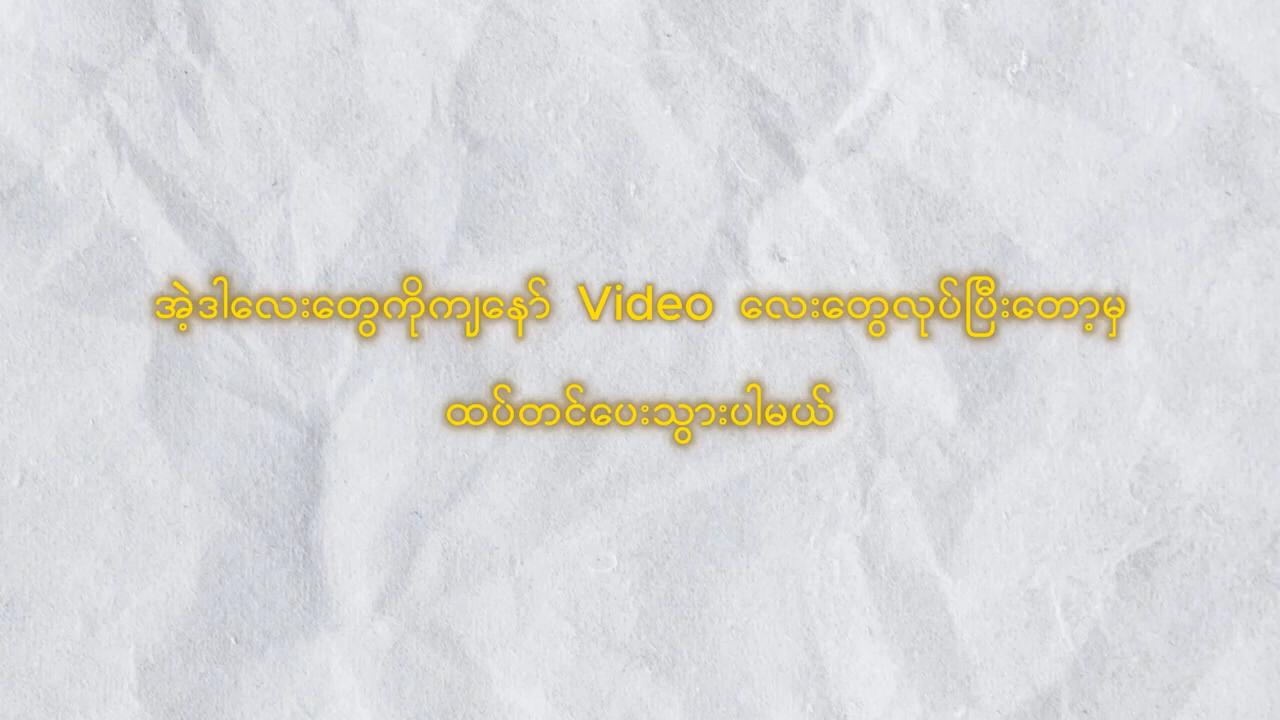 အဲ့ဒါလေးတွေကိုကျနော် Video လေးတွေလုပ်ပြီးတော့မှ
ထပ်တင်ပေးသွားပါမယ်